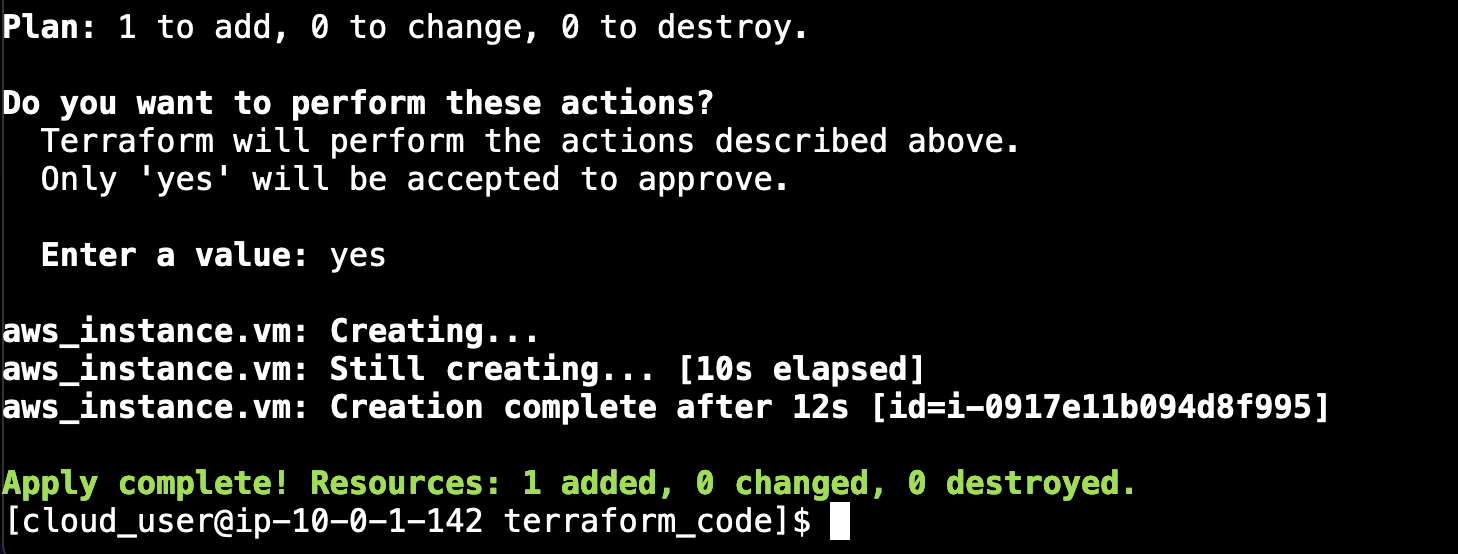 Plan: 1 to add, 0 to change, 0 to destroy.
Do you want to perform these actions?
Terraform will perform the actions described above.
Only 'yes' will be accepted to approve.
Enter a value: yes
aws_instance.vm: Creating...
aws_instance.vm: Still creating... [10s elapsed]
aws_instance.vm: Creation complete after 12s [id=i-0917e11b094d8f995]
Apply complete! Resources: 1 added, 0 changed, 0 destroyed.
[cloud_user@ip-10-0-1-142 terraform_code]$